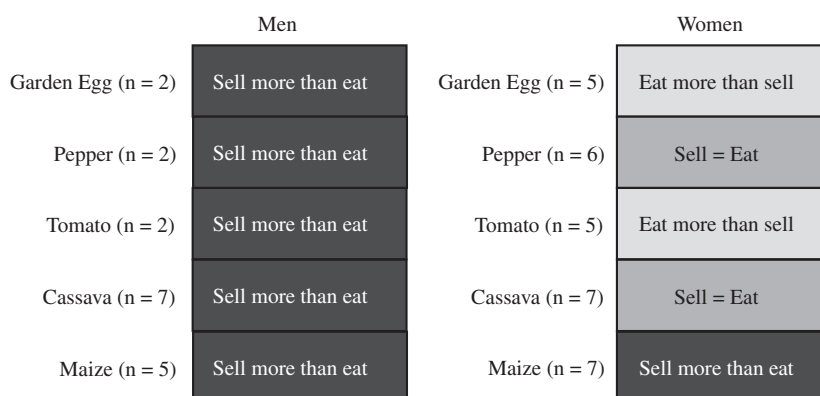 Men
Garden Egg (n = 2) Sell more than eat
Pepper (n = 2) Sell more than eat
Tomato (n = 2) Sell more than eat
Cassava (n = 7) Sell more than eat
Maize (n = 5) Sell more than eat
Women
Garden Egg (n = 5) Eat more than sell
Pepper (n = 6) Sell = Eat
Tomato (n = 5) Eat more than sell
Cassava (n = 7) Sell = Eat
Maize (n = 7) Sell more than eat